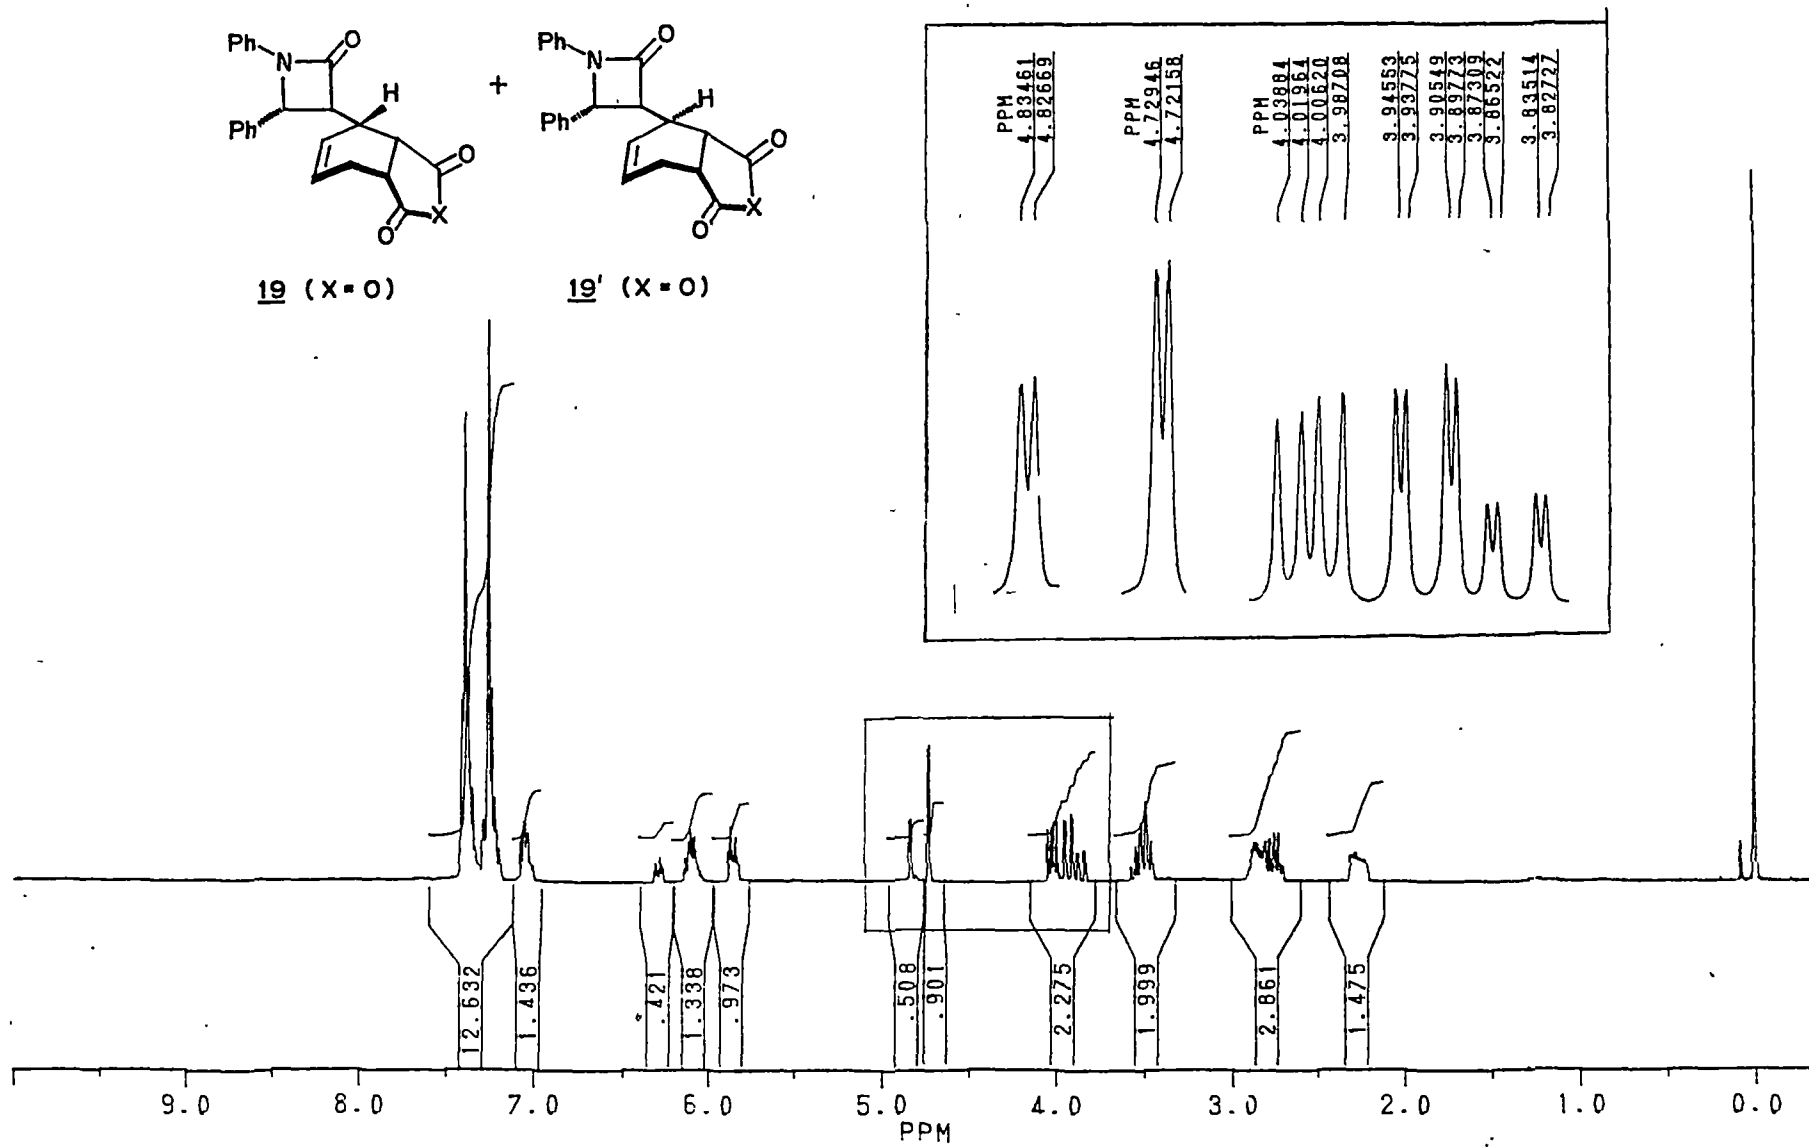 Ph
N
O
H
Ph
O
O
X
19 (X=O)
+
Ph
N
O
H
Ph
O
O
X
19' (X=O)
PPM
4.83461
4.82669
PPM
4.72946
4.72158
PPM
4.03884
4.01964
4.00620
3.98708
3.94553
3.93775
3.90549
3.89773
3.87309
3.86522
3.83514
3.82727
12.632
1.436
.421
1.338
.973
.508
.901
2.275
1.999
2.861
1.475
9.0 8.0 7.0 6.0 5.0 4.0 3.0 2.0 1.0 0.0
PPM